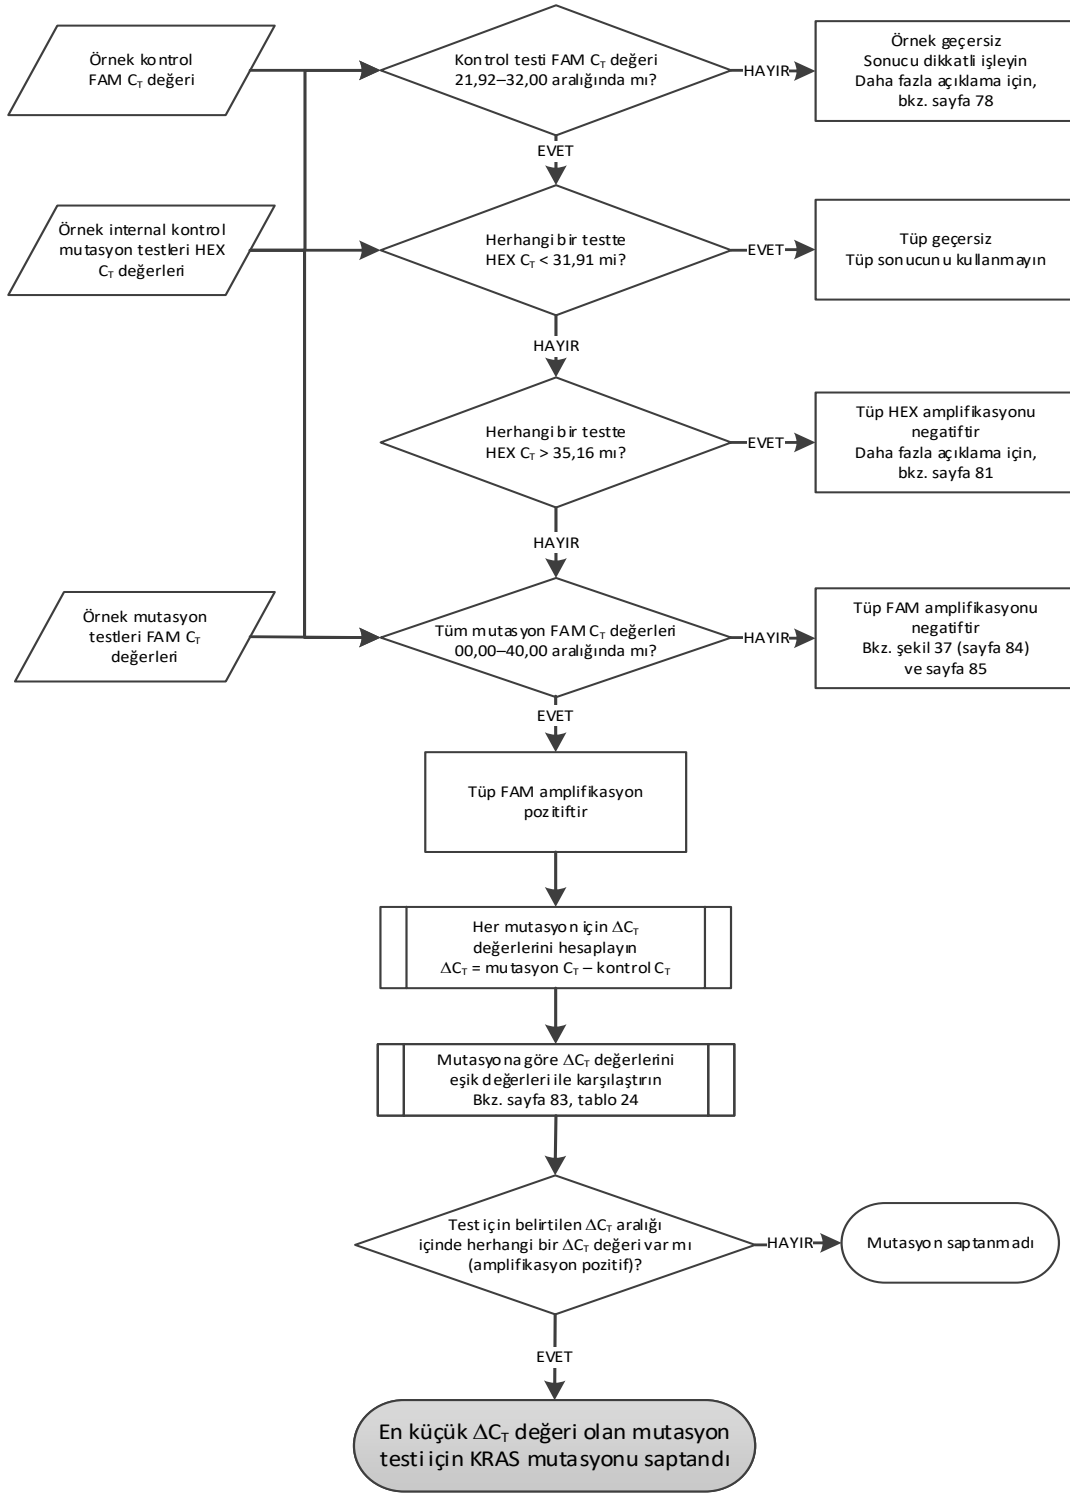 Örnek kontrol
FAM CT değeri
Kontrol testi FAM CT değeri
21,92–32,00 aralığında mı?
HAYIR
Örnek geçersiz
Sonucu dikkatli işleyin
Daha fazla açıklama için,
bkz. sayfa 78
EVET
Örnek internal kontrol
mutasyon testleri HEX
CT değerleri
Herhangi bir testte
HEX CT < 31,91 mi?
EVET
Tüp geçersiz
Tüp sonucunu kullanmayın
HAYIR
Herhangi bir testte
HEX CT > 35,16 mı?
EVET
Tüp HEX amplifikasyonu
negatiftir
Daha fazla açıklama için,
bkz. sayfa 81
HAYIR
Örnek mutasyon
testleri FAM CT
değerleri
Tüm mutasyon FAM CT değerleri
00,00–40,00 aralığında mı?
HAYIR
Tüp FAM amplifikasyonu
negatiftir
Bkz. şekil 37 (sayfa 84)
ve sayfa 85
EVET
Tüp FAM amplifikasyon
pozitiftir
Her mutasyon için ΔCT
değerlerini hesaplayın
ΔCT = mutasyon CT – kontrol CT
Mutasyona göre ΔCT değerlerini
eşik değerleri ile karşılaştırın
Bkz. sayfa 83, tablo 24
Test için belirtilen ΔCT aralığı
içinde herhangi bir ΔCT değeri var mı
(amplifikasyon pozitif)?
HAYIR
Mutasyon saptanmadı
EVET
En küçük ΔCT değeri olan mutasyon
testi için KRAS mutasyonu saptandı